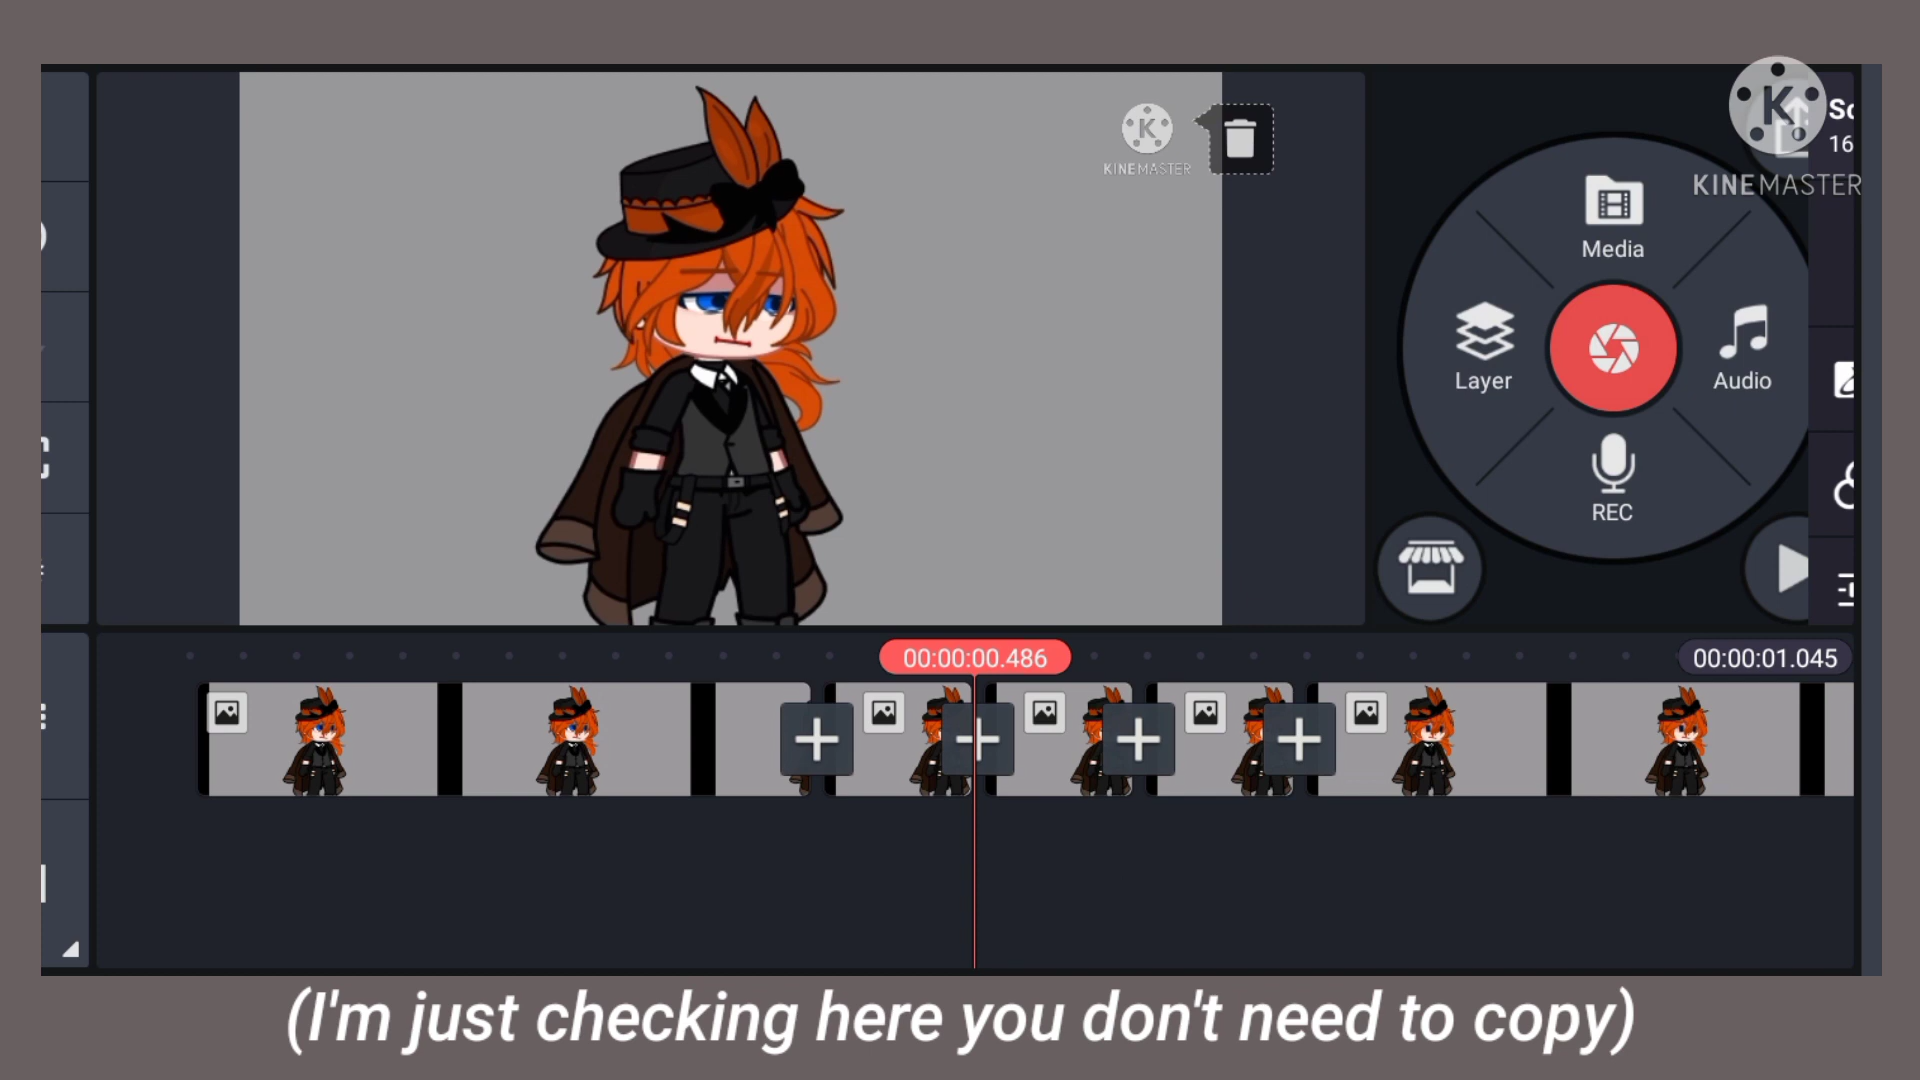 K
KINEMASTER
K
KINEMASTER
16
Media
Layer
Audio
REC
00:00:00.486
00:00:01.045
(I'm just checking here you don't need to copy)